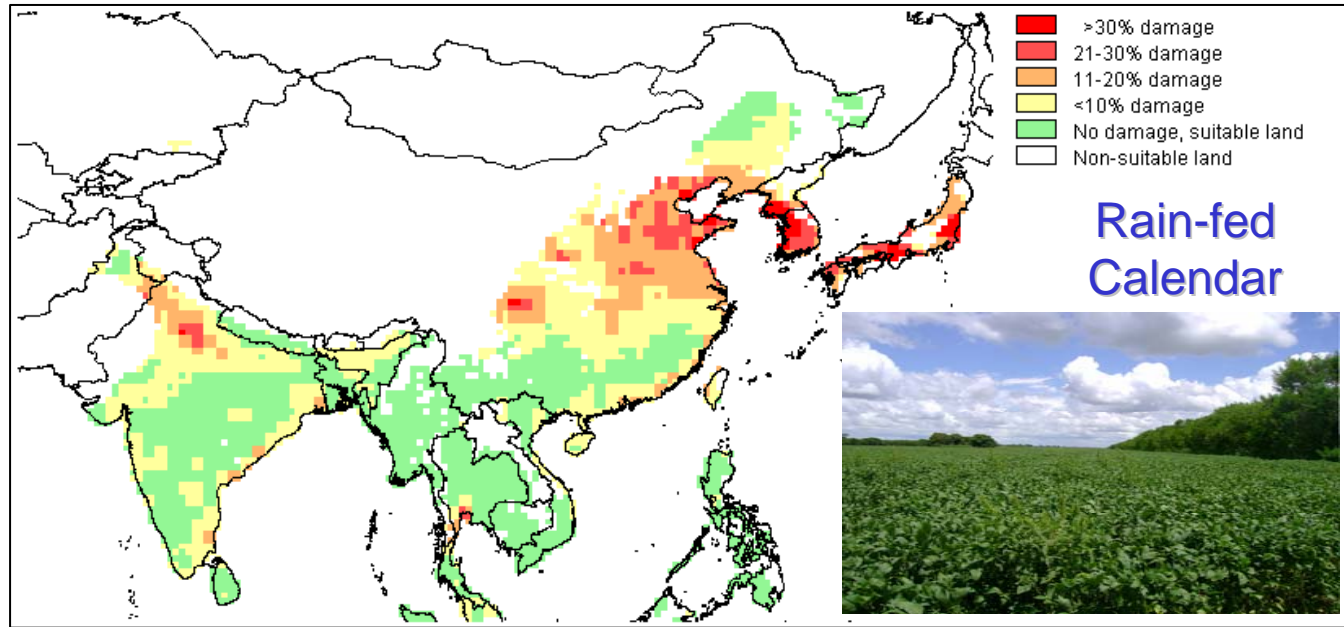 >30% damage
21-30% damage
11-20% damage
<10% damage
No damage, suitable land
Non-suitable land
Rain-fed
Calendar